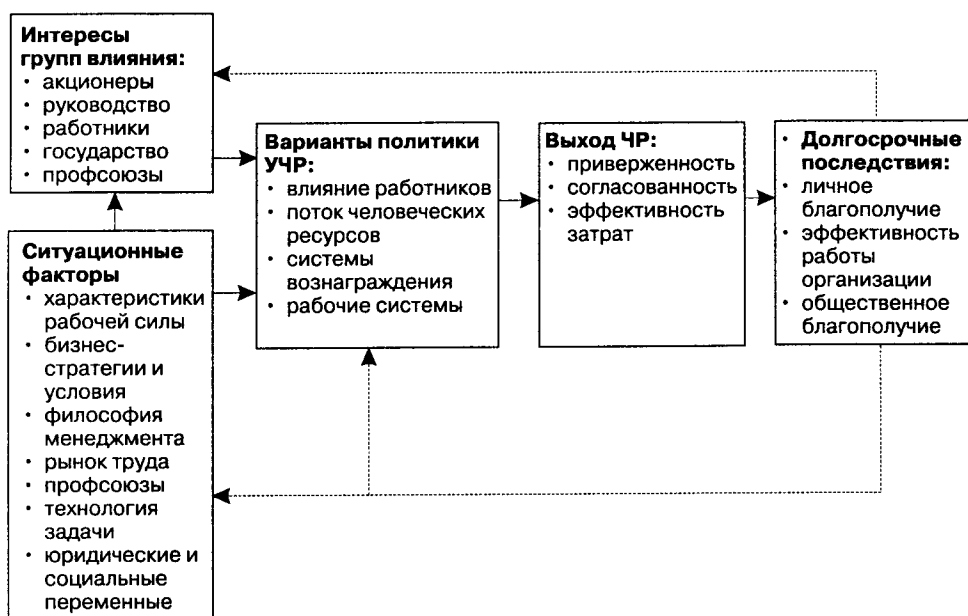 Интересы
групп влияния:
· акционеры
· руководство
· работники
· государство
· профсоюзы
Ситуационные
факторы
· характеристики
рабочей силы
· бизнес-
стратегии и
условия
· философия
менеджмента
· рынок труда
· профсоюзы
· технология
задачи
· юридические и
социальные
переменные
Варианты политики
УЧР:
· влияние работников
· поток человеческих
ресурсов
· системы
вознаграждения
· рабочие системы
Выход ЧР:
· приверженность
· согласованность
· эффективность
затрат
· Долгосрочные
последствия:
· личное
благополучие
· эффективность
работы
организации
· общественное
благополучие